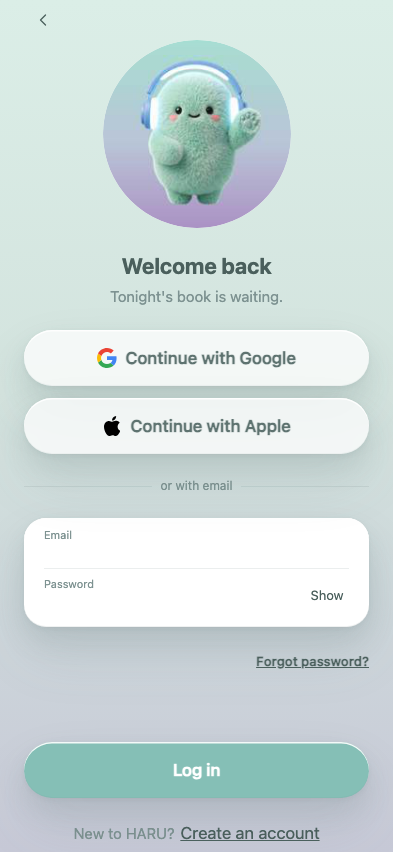 Welcome back
Tonight's book is waiting.
Continue with Google
Continue with Apple
or with email
Email
Password
Show
Forgot password?
Log in
New to HARU? Create an account